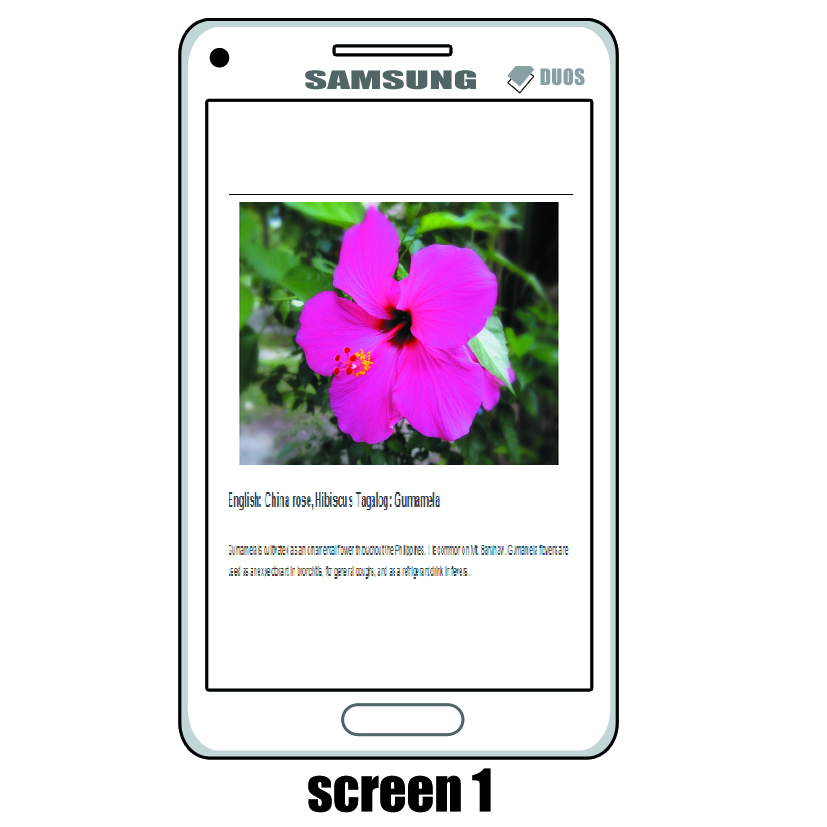 SAMSUNG
DUOS
English: China rose, Hibiscus Tagalog: Gumamela
Gumamela is cultivated as an ornamental flower throughout the Philippines. It is common on Mt. Banahaw. Gumamela flowers are
used as an expectorant in bronchitis, for general coughs, and as a refrigerant drink in fevers.
screen 1